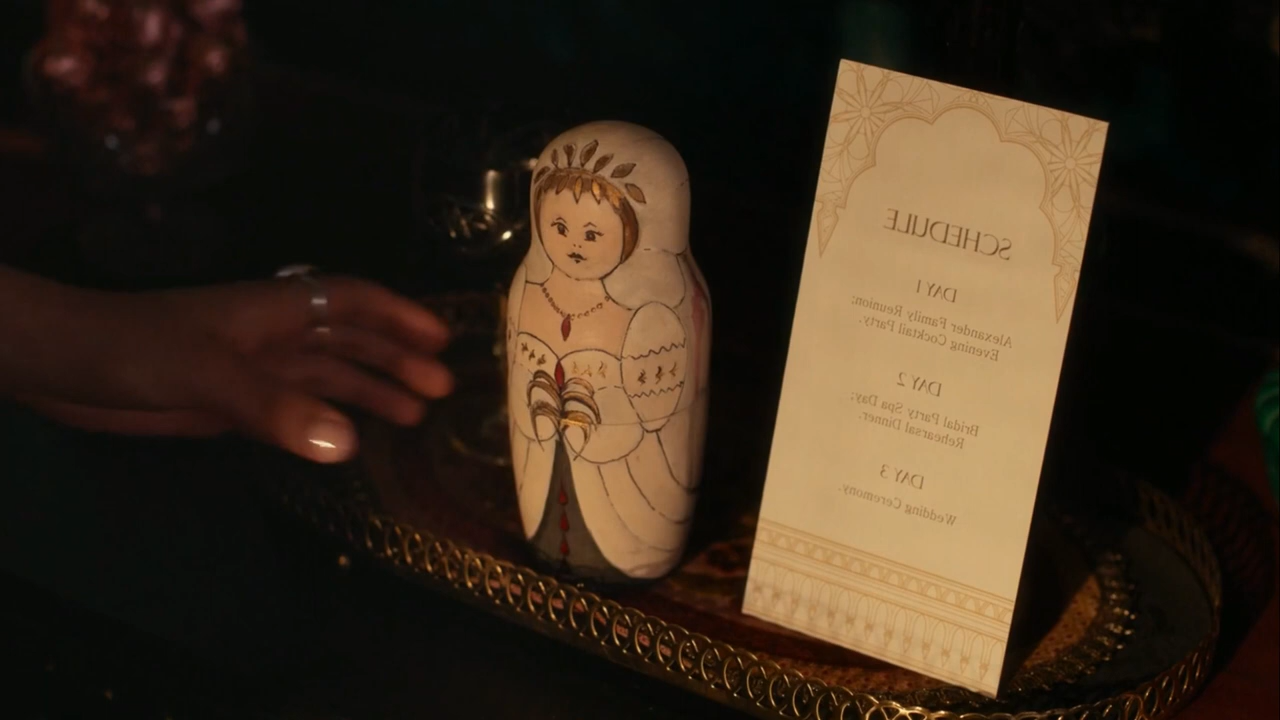 SCHEDULE
DAY 1
Alexander Family Reunion:
Evening Cocktail Party.
DAY 2
Bridal Party Spa Day:
Rehearsal Dinner.
DAY 3
Wedding Ceremony.